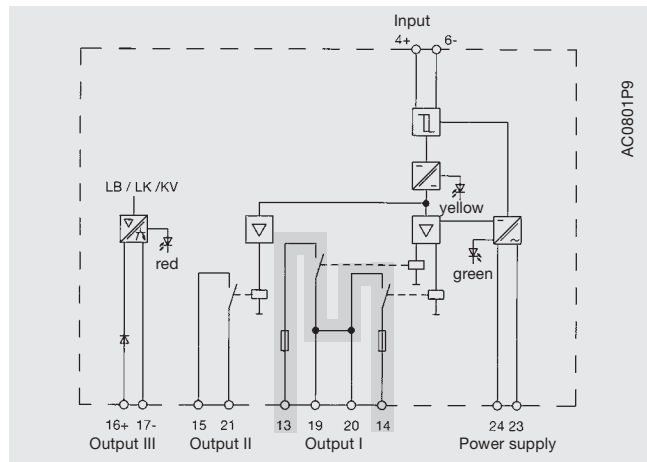 Input
4+ 6-
AC0801P9
LB / LK /KV
yellow
red
green
16+ 17- 15 21 13 19 20 14 24 23
Output III Output II Output I Power supply